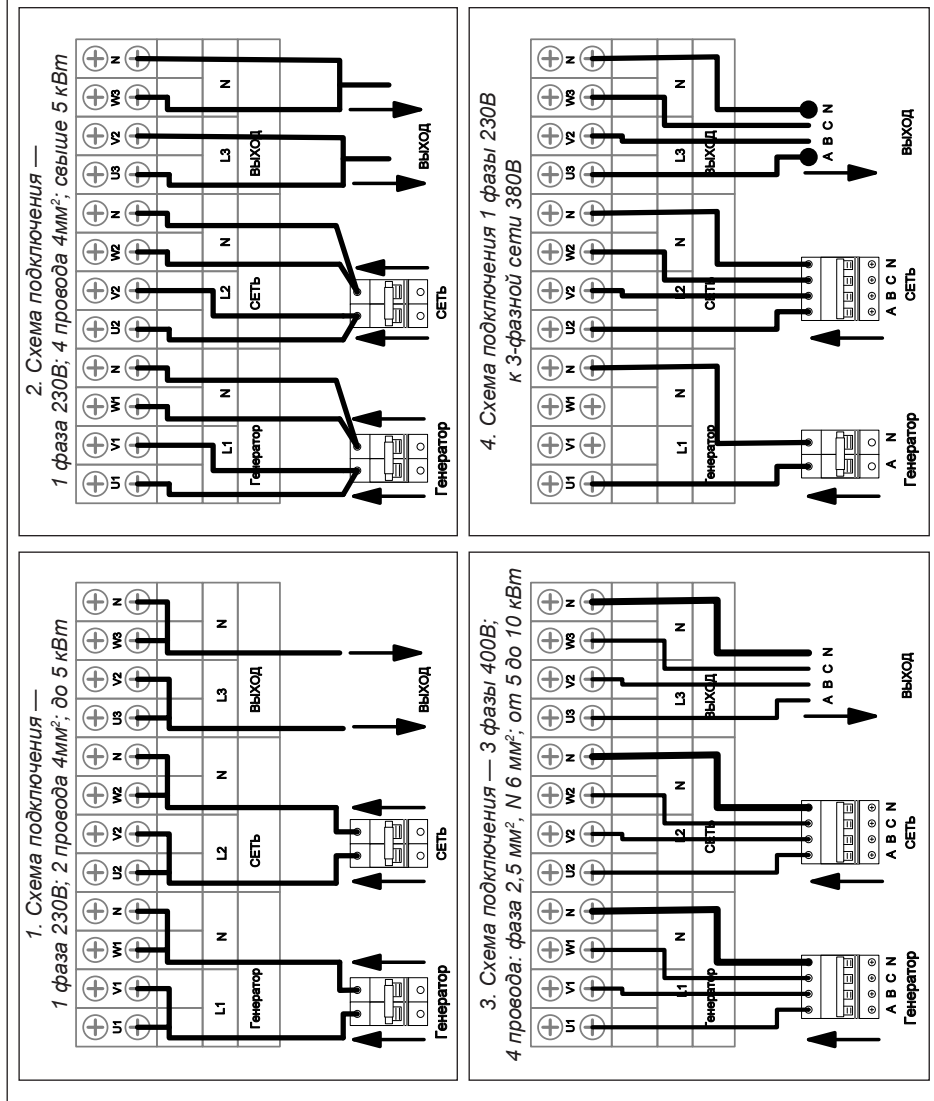 1. Схема подключения —
1 фаза 230В; 2 провода 4мм²; до 5 кВт
U1 V1 W1 N U2 V2 W2 N U3 V2 W3 N
L1 N L2 N L3 N
Генератор СЕТЬ ВЫХОД
Генератор СЕТЬ ВЫХОД
2. Схема подключения —
1 фаза 230В; 4 провода 4мм²; свыше 5 кВт
U1 V1 W1 N U2 V2 W2 N U3 V2 W3 N
L1 N L2 N L3 N
Генератор СЕТЬ ВЫХОД
Генератор СЕТЬ ВЫХОД
3. Схема подключения — 3 фазы 400В;
4 провода: фаза 2,5 мм², N 6 мм²; от 5 до 10 кВт
U1 V1 W1 N U2 V2 W2 N U3 V2 W3 N
L1 N L2 N L3 N
Генератор СЕТЬ ВЫХОД
A B C N A B C N A B C N
Генератор СЕТЬ ВЫХОД
4. Схема подключения 1 фазы 230В
к 3-фазной сети 380В
U1 V1 W1 N U2 V2 W2 N U3 V2 W3 N
L1 N L2 N L3 N
Генератор СЕТЬ ВЫХОД
A N A B C N A B C N
Генератор СЕТЬ ВЫХОД